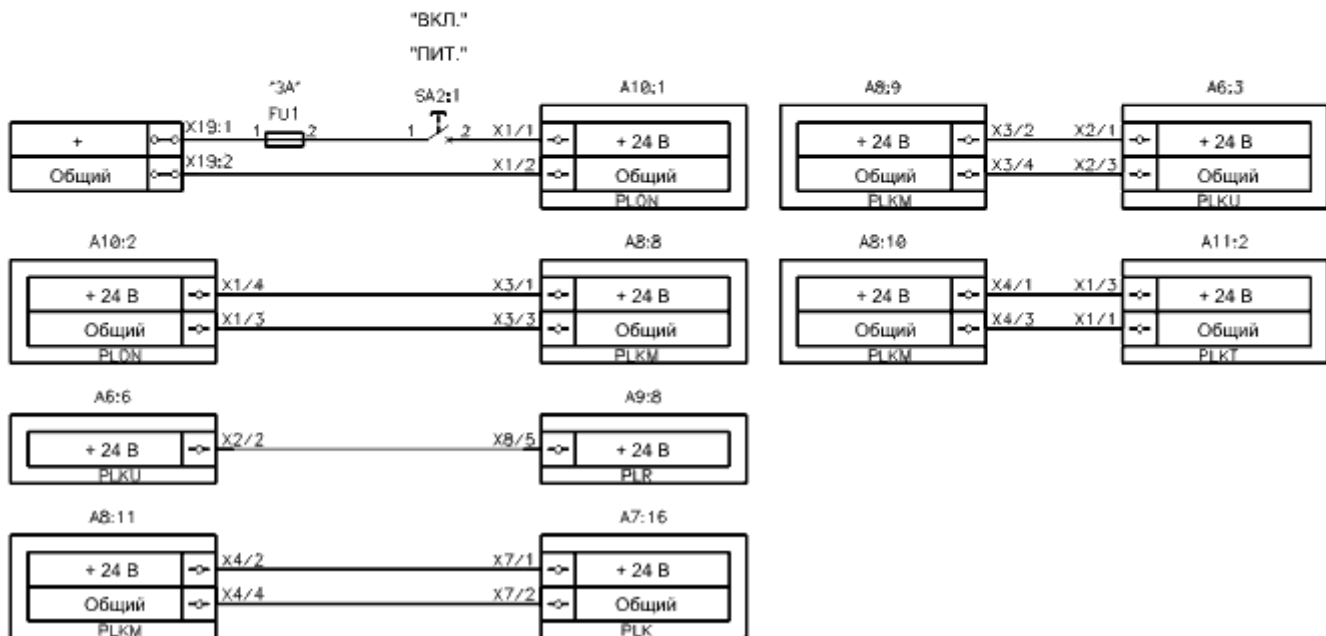 "ВКЛ."
"ПИТ."
"3А" SA2:1 A10:1 A8:9 A6:3
FU1
+ X19:1 1 2 1 2 X1/1 + 24 В + 24 В X3/2 X2/1 + 24 В
Общий X19:2 X1/2 Общий Общий X3/4 X2/3 Общий
PLON PLKM PLKU
A10:2 A8:8 A8:10 A11:2
+ 24 В X1/4 X3/1 + 24 В + 24 В X4/1 X1/3 + 24 В
Общий X1/3 X3/3 Общий Общий X4/3 X1/1 Общий
PLON PLKM PLKM PLKT
A6:6 A9:8
+ 24 В X2/2 X8/5 + 24 В
PLKU PLR
A8:11 A7:16
+ 24 В X4/2 X7/1 + 24 В
Общий X4/4 X7/2 Общий
PLKM PLK